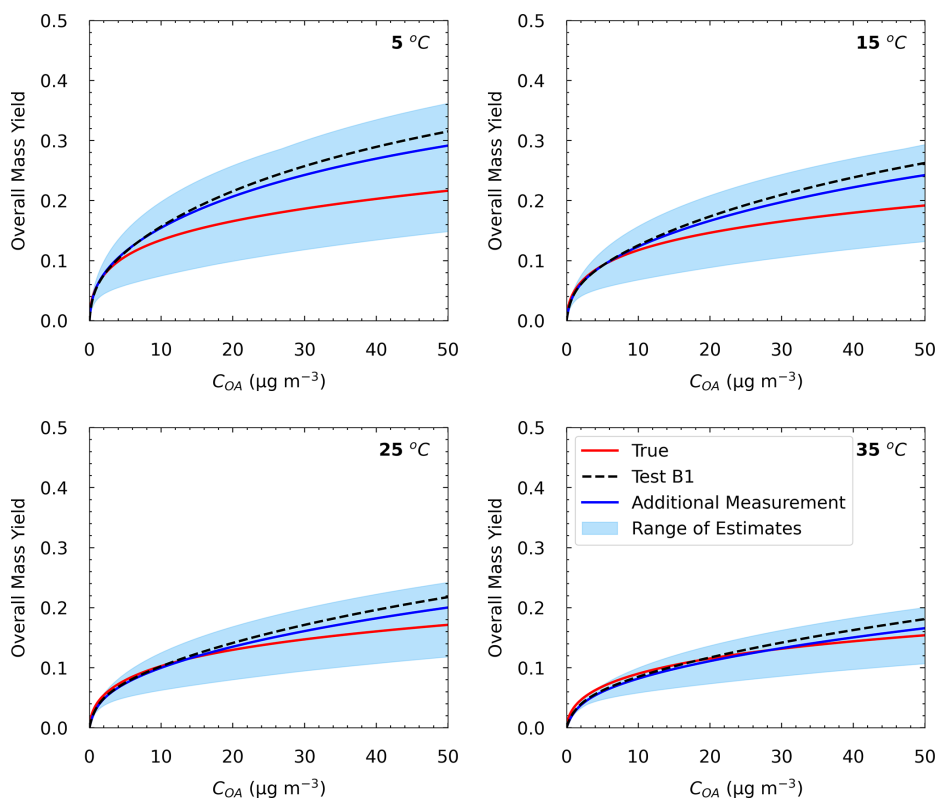 5 °C
0.5
0.4
0.3
0.2
0.1
0.0
Overall Mass Yield
0 10 20 30 40 50
C_OA (μg m⁻³)
15 °C
0.5
0.4
0.3
0.2
0.1
0.0
Overall Mass Yield
0 10 20 30 40 50
C_OA (μg m⁻³)
25 °C
0.5
0.4
0.3
0.2
0.1
0.0
Overall Mass Yield
0 10 20 30 40 50
C_OA (μg m⁻³)
35 °C
True
Test B1
Additional Measurement
Range of Estimates
0.5
0.4
0.3
0.2
0.1
0.0
Overall Mass Yield
0 10 20 30 40 50
C_OA (μg m⁻³)